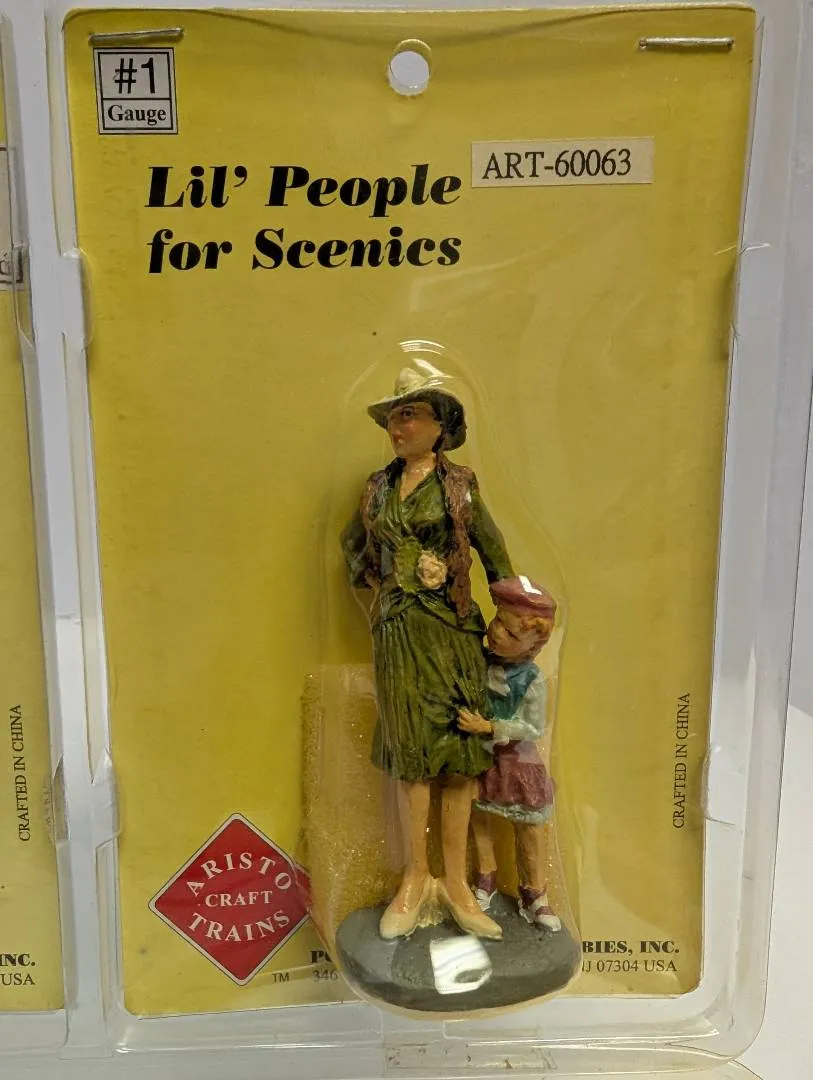 #1
Gauge
Lil' People
for Scenics
ART-60063
CRAFTED IN CHINA
CRAFTED IN CHINA
ARISTO
CRAFT
TRAINS
TM
346
BIES, INC.
NJ 07304 USA
INC.
USA